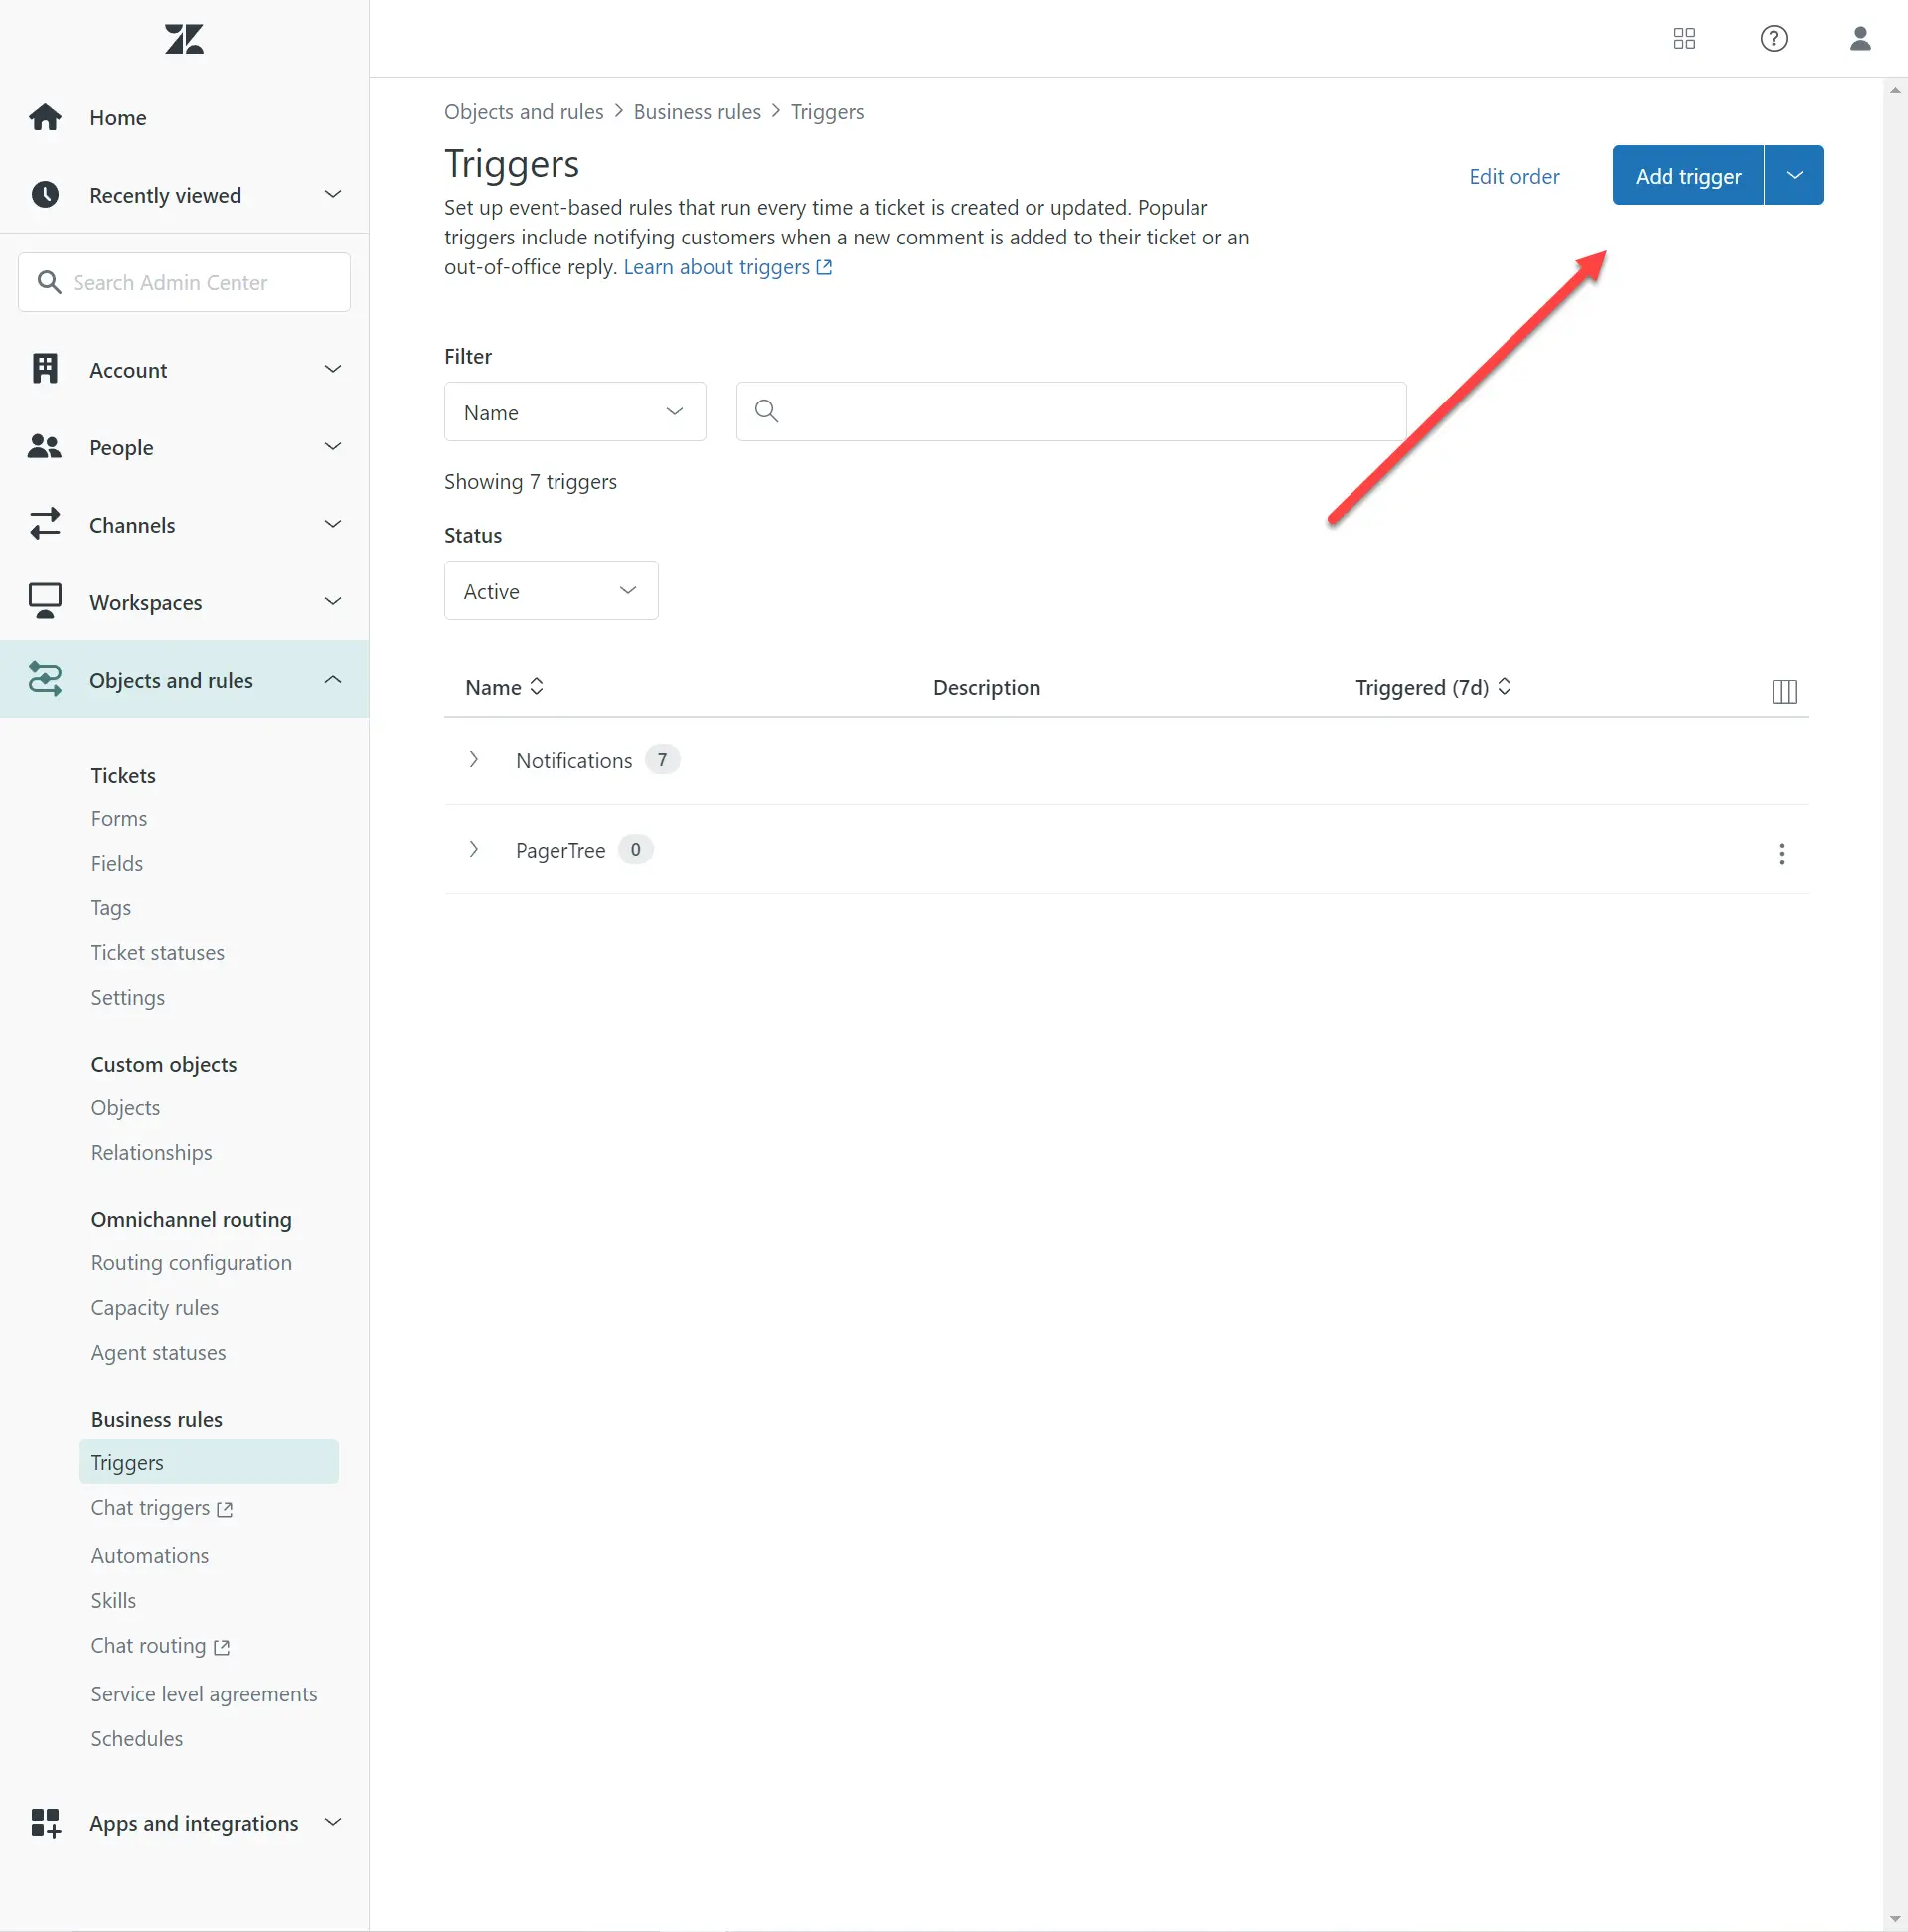 Home
Recently viewed
Search Admin Center
Account
People
Channels
Workspaces
Objects and rules
Tickets
Forms
Fields
Tags
Ticket statuses
Settings
Custom objects
Objects
Relationships
Omnichannel routing
Routing configuration
Capacity rules
Agent statuses
Business rules
Triggers
Chat triggers
Automations
Skills
Chat routing
Service level agreements
Schedules
Apps and integrations
Objects and rules > Business rules > Triggers
Triggers
Edit order
Add trigger
Set up event-based rules that run every time a ticket is created or updated. Popular
triggers include notifying customers when a new comment is added to their ticket or an
out-of-office reply. Learn about triggers
Filter
Name
Showing 7 triggers
Status
Active
Name Description Triggered (7d)
Notifications 7
PagerTree 0